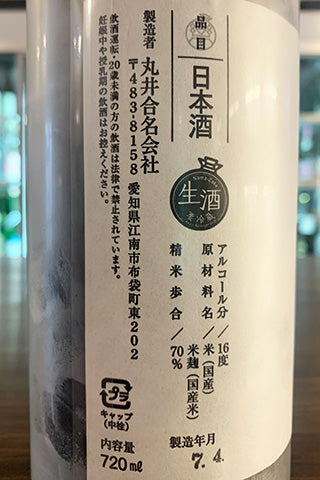 品目
日本酒
生酒
要冷蔵
アルコール分/16度
原材料名/米(国産)
米麹(国産米)
精米歩合/70%
製造年月
7.4.
製造者 丸井合名会社
〒483-8158 愛知県江南市布袋町東202
飲酒運転・20歳未満の方の飲酒は法律で禁止されています。
妊娠中や授乳期の飲酒はお控えください。
プラ
キャップ
(中栓)
内容量
720㎖